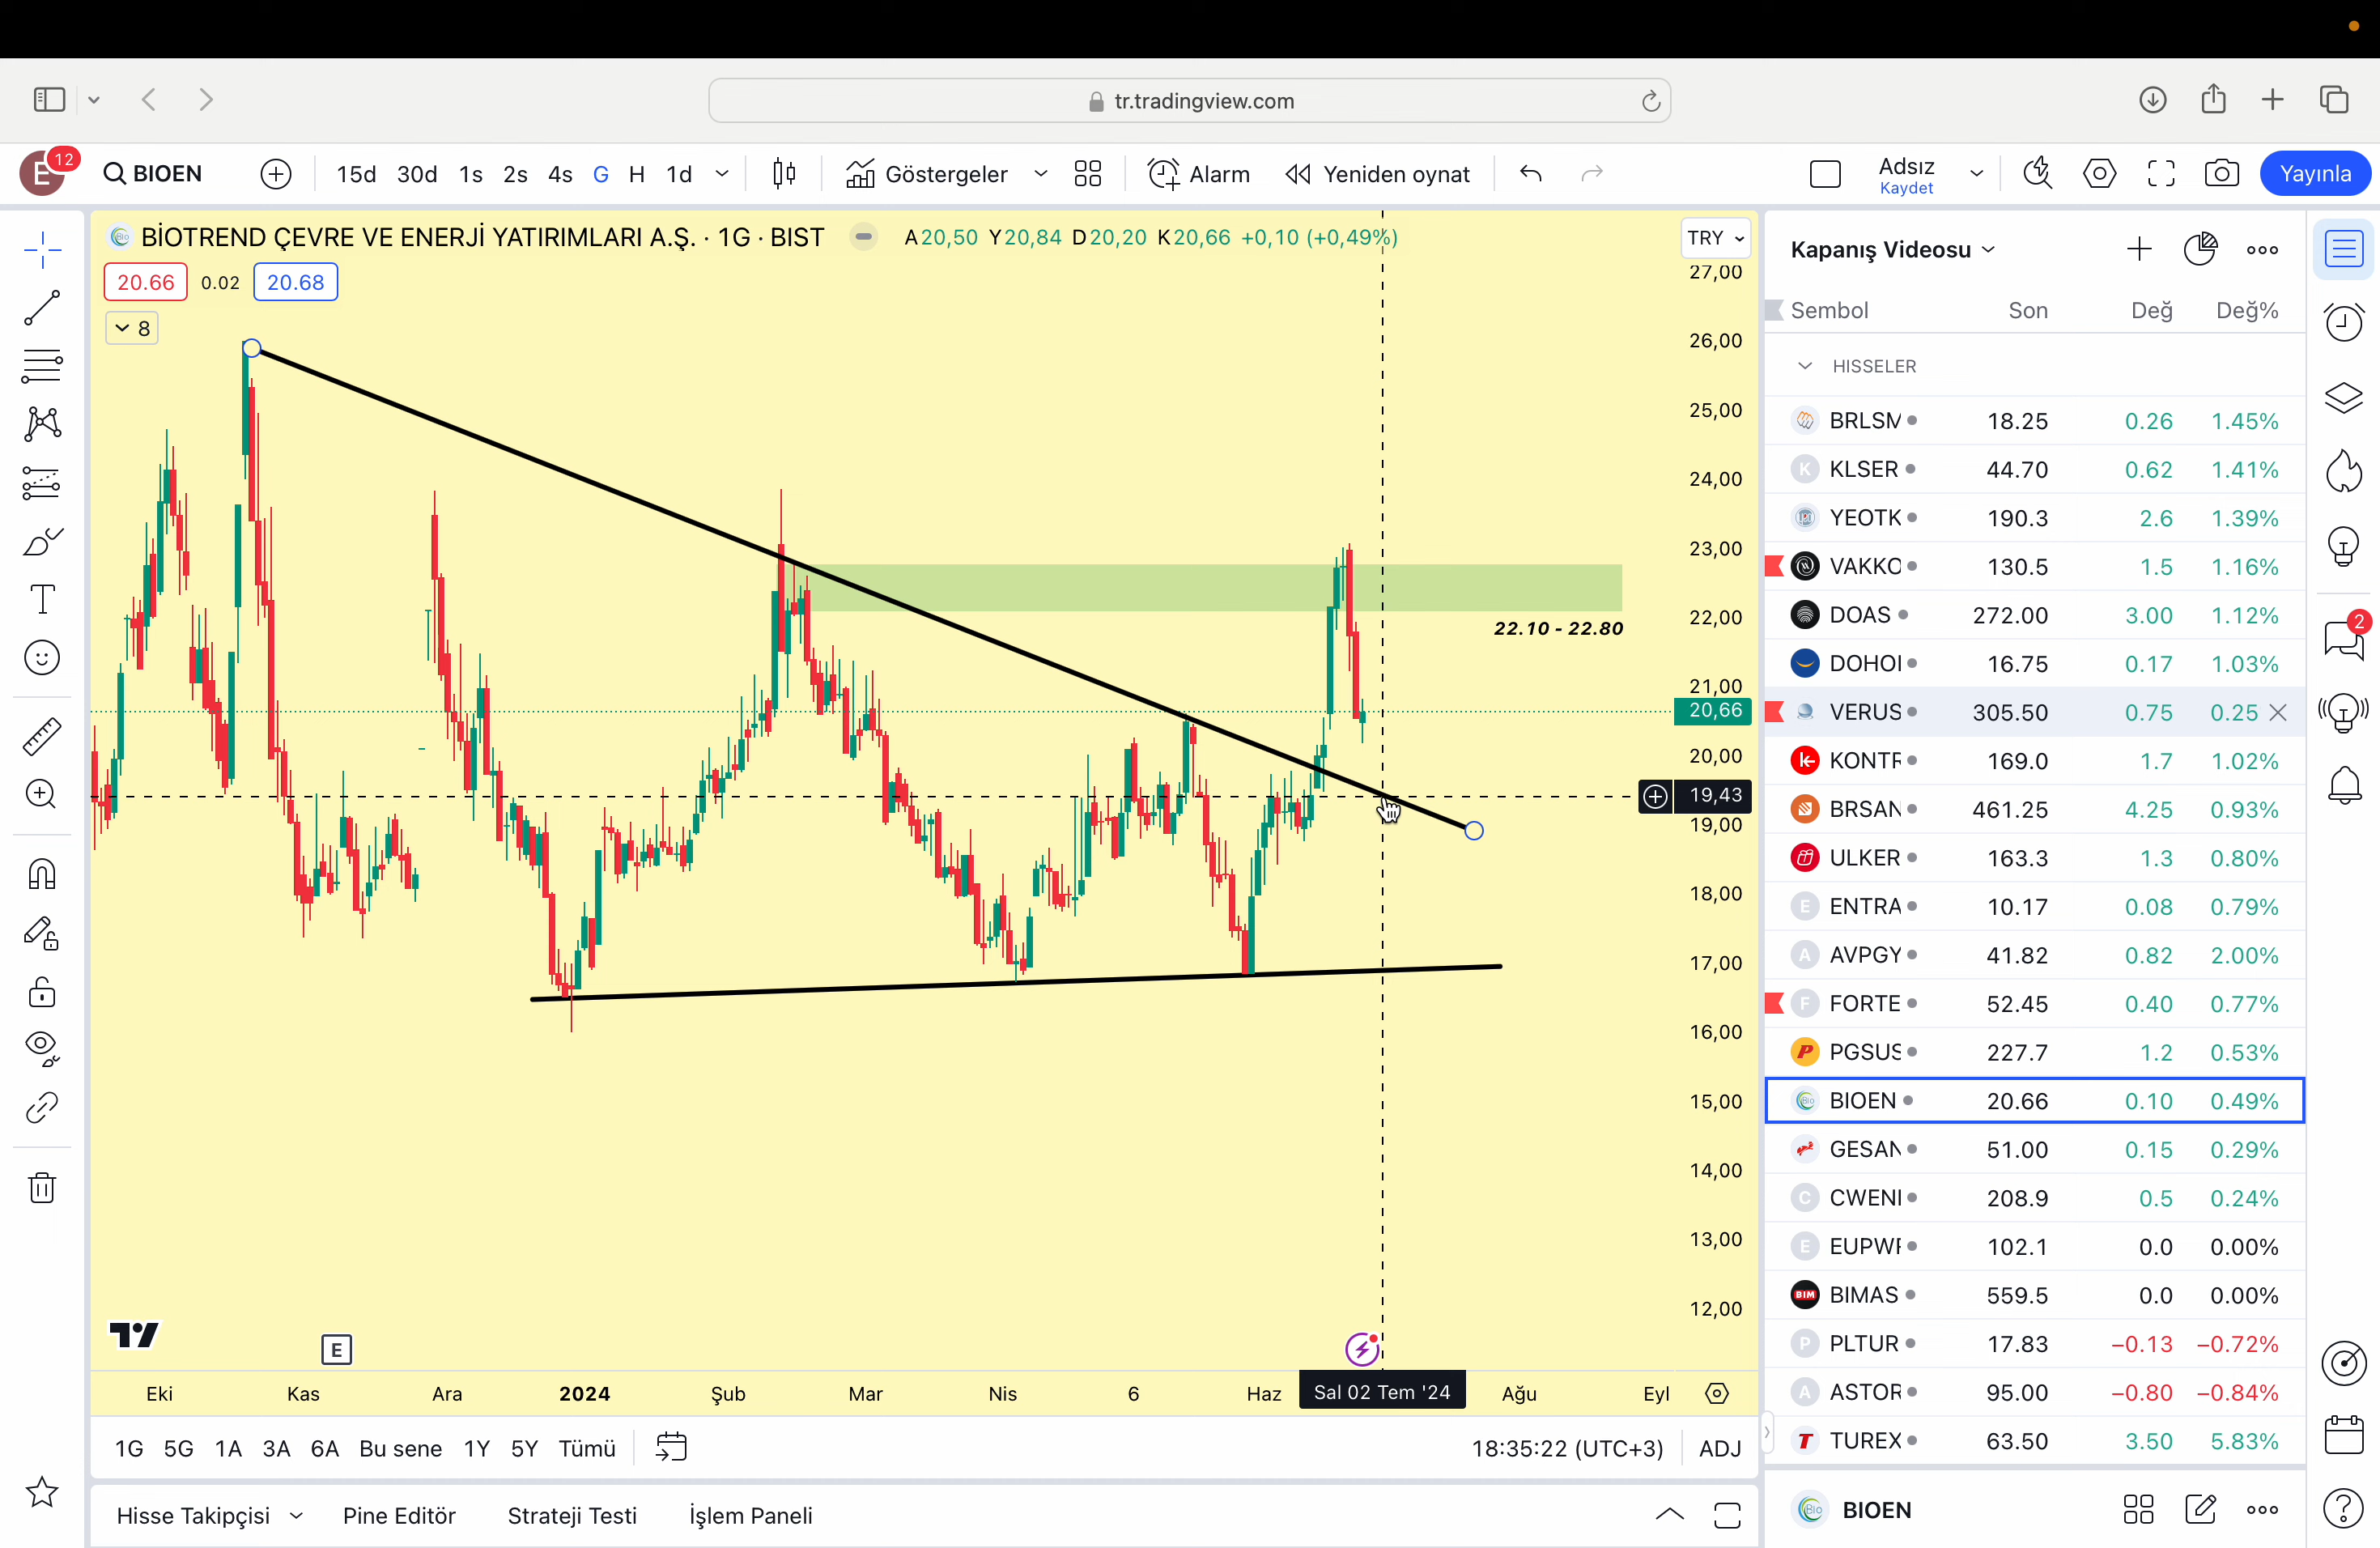 tr.tradingview.com
E 12 BIOEN 15d 30d 1s 2s 4s G H 1d Göstergeler Alarm Yeniden oynat Adsız Kaydet Yayınla
BİOTREND ÇEVRE VE ENERJİ YATIRIMLARI A.Ş. · 1G · BIST A20,50 Y20,84 D20,20 K20,66 +0,10 (+0,49%) TRY
20.66 0.02 20.68
8
27,00
26,00
25,00
24,00
23,00
22,00
22.10 - 22.80
21,00
20,66
20,00
19,43
19,00
18,00
17,00
16,00
15,00
14,00
13,00
12,00
E
Eki Kas Ara 2024 Şub Mar Nis 6 Haz Sal 02 Tem '24 Ağu Eyl
1G 5G 1A 3A 6A Bu sene 1Y 5Y Tümü 18:35:22 (UTC+3) ADJ
Hisse Takipçisi Pine Editör Strateji Testi İşlem Paneli
Kapanış Videosu
Sembol Son Değ Değ%
HISSELER
BRLSM 18.25 0.26 1.45%
K KLSER 44.70 0.62 1.41%
YEOTK 190.3 2.6 1.39%
VAKKO 130.5 1.5 1.16%
DOAS 272.00 3.00 1.12%
DOHOI 16.75 0.17 1.03%
VERUS 305.50 0.75 0.25
KONTR 169.0 1.7 1.02%
BRSAN 461.25 4.25 0.93%
ULKER 163.3 1.3 0.80%
E ENTRA 10.17 0.08 0.79%
A AVPGY 41.82 0.82 2.00%
F FORTE 52.45 0.40 0.77%
P PGSUS 227.7 1.2 0.53%
Bio BIOEN 20.66 0.10 0.49%
GESAN 51.00 0.15 0.29%
C CWENI 208.9 0.5 0.24%
E EUPWR 102.1 0.0 0.00%
BIM BIMAS 559.5 0.0 0.00%
P PLTUR 17.83 −0.13 −0.72%
A ASTOR 95.00 −0.80 −0.84%
T TUREX 63.50 3.50 5.83%
Bio BIOEN
2